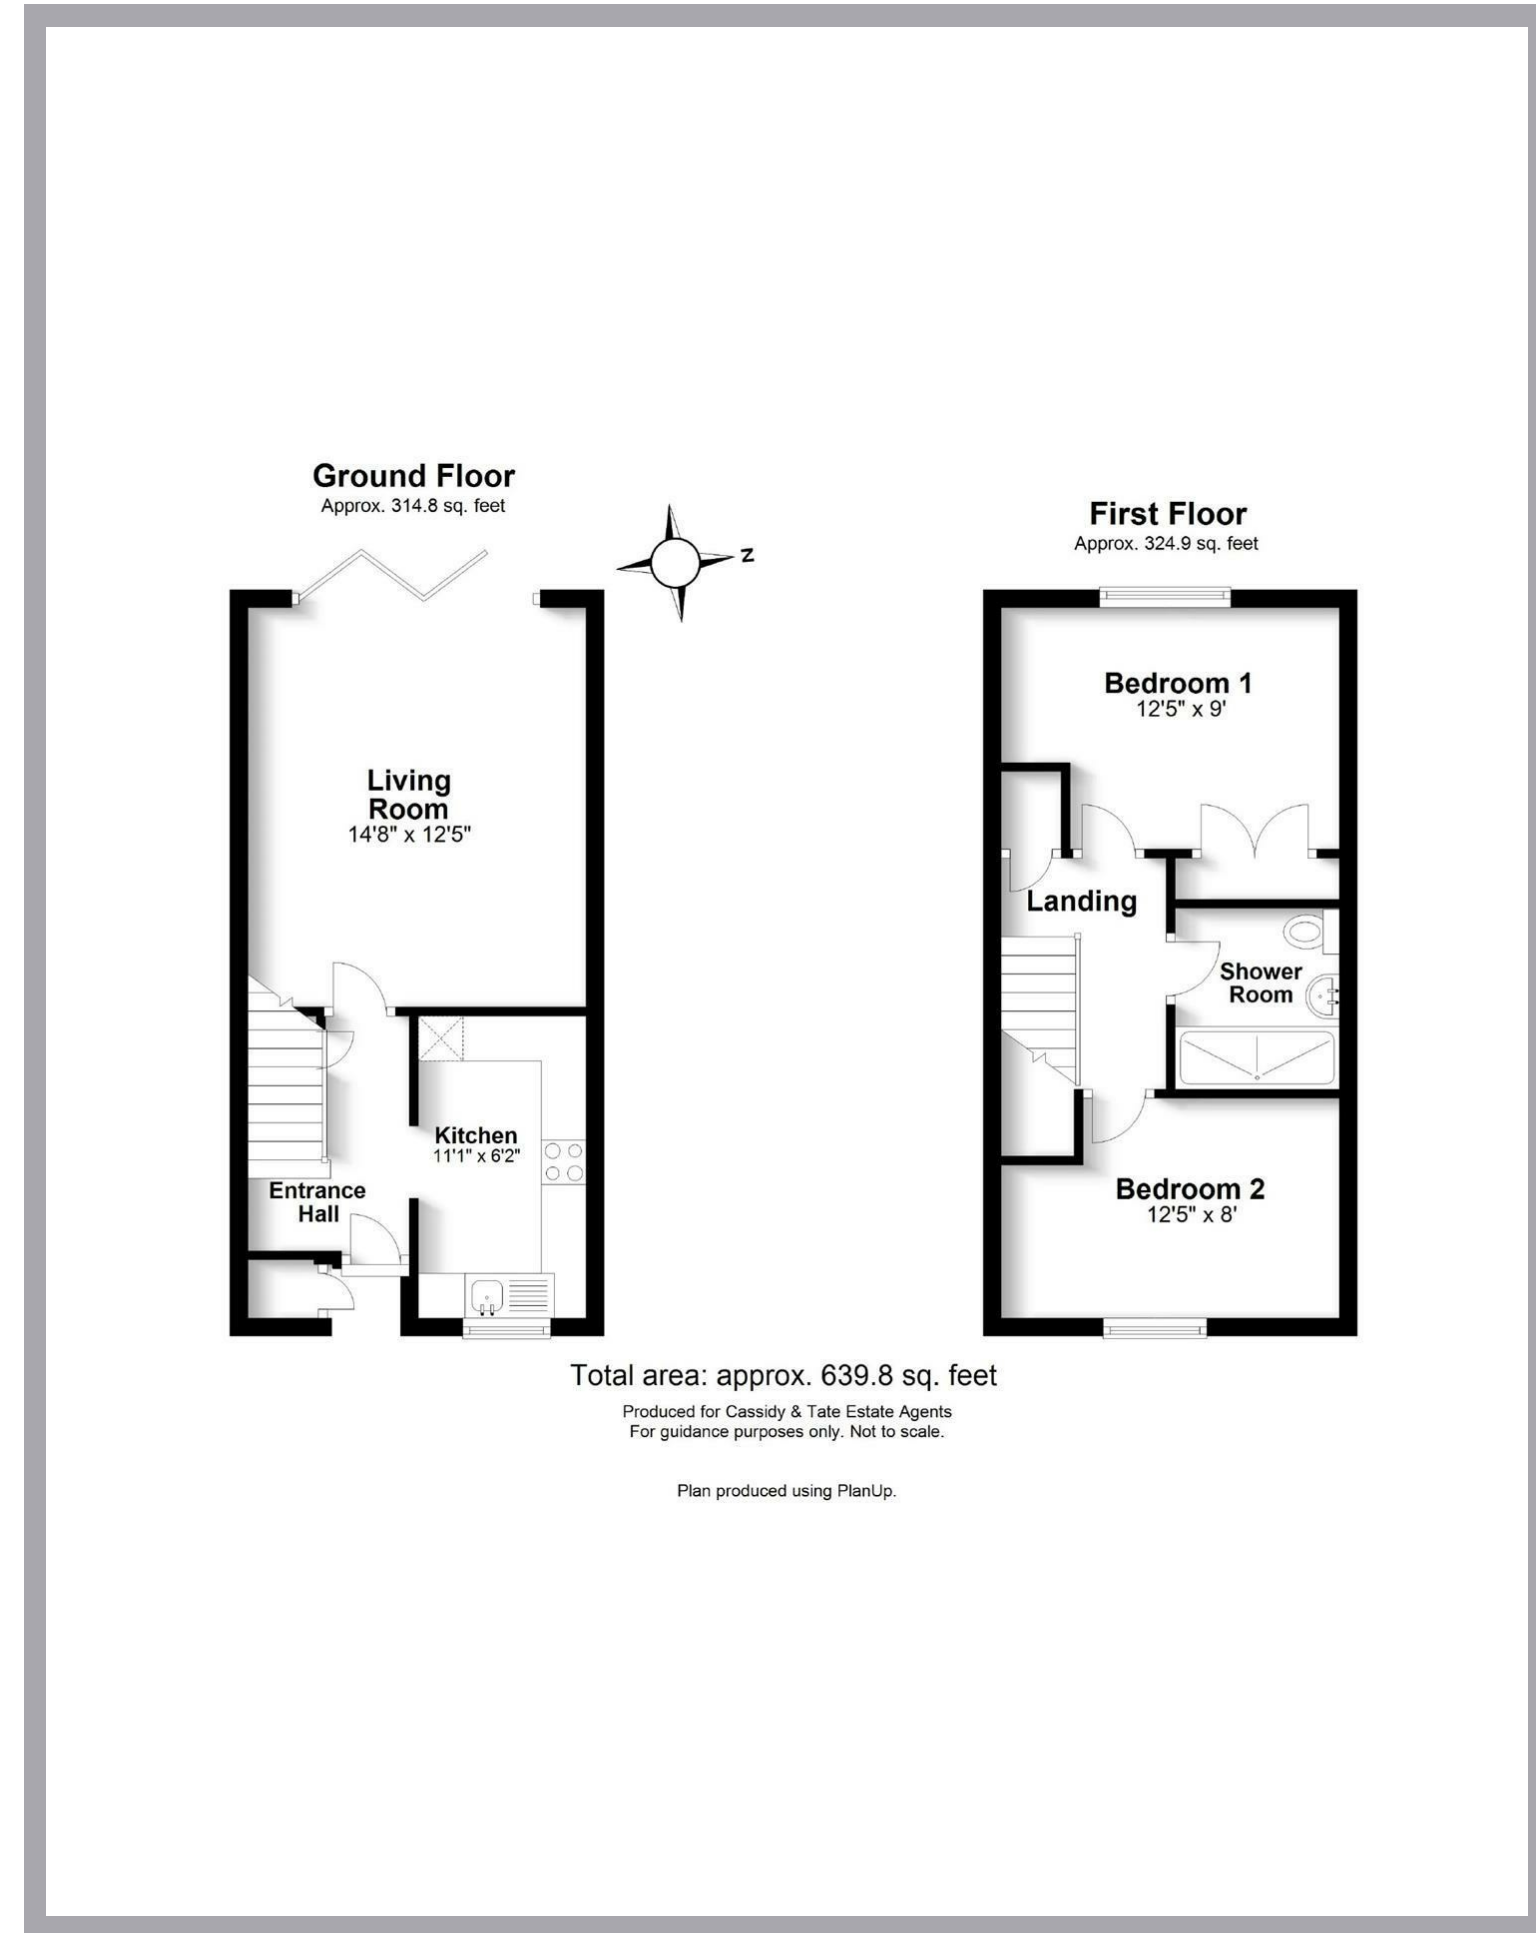 Ground Floor
Approx. 314.8 sq. feet
N
First Floor
Approx. 324.9 sq. feet
Living
Room
14'8" x 12'5"
Kitchen
11'1" x 6'2"
Entrance
Hall
Bedroom 1
12'5" x 9'
Landing
Shower
Room
Bedroom 2
12'5" x 8'
Total area: approx. 639.8 sq. feet
Produced for Cassidy & Tate Estate Agents
For guidance purposes only. Not to scale.
Plan produced using PlanUp.